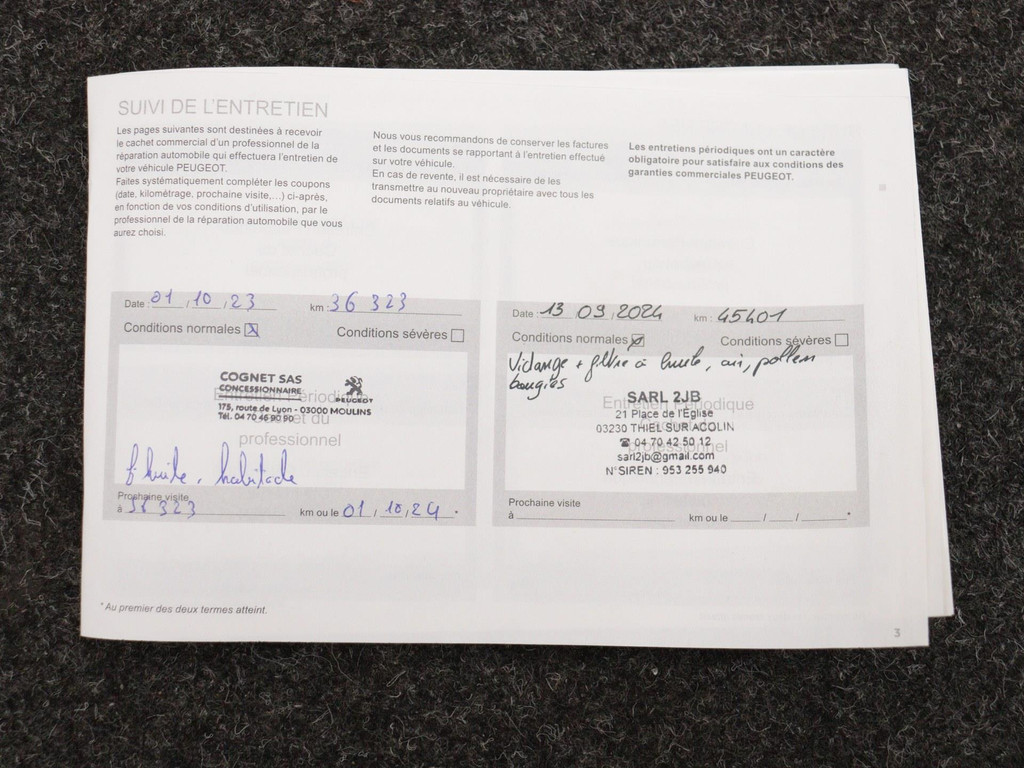 SUIVI DE L'ENTRETIEN
Les pages suivantes sont destinées à recevoir
le cachet commercial d'un professionnel de la
réparation automobile qui effectuera l'entretien de
votre véhicule PEUGEOT.
Faites systématiquement compléter les coupons
(date, kilométrage, prochaine visite,...) ci-après,
en fonction de vos conditions d'utilisation, par le
professionnel de la réparation automobile que vous
aurez choisi.
Nous vous recommandons de conserver les factures
et les documents se rapportant à l'entretien effectué
sur votre véhicule.
En cas de revente, il est nécessaire de les
transmettre au nouveau propriétaire avec tous les
documents relatifs au véhicule.
Les entretiens périodiques ont un caractère
obligatoire pour satisfaire aux conditions des
garanties commerciales PEUGEOT.
Date : 01 / 10 / 23 km : 36 323
Conditions normales Conditions sévères
COGNET SAS
CONCESSIONNAIRE
PEUGEOT
175, route de Lyon - 03000 MOULINS
Tél. 04 70 46 90 90
Entretien Périodique
Cachet du
professionnel
f huile, habitacle
Prochaine visite
à 323 km ou le 01 / 10 / 24 *
Date : 13 / 09 / 2024 km : 45401
Conditions normales Conditions sévères
Vidange + filtre à huile, air, pollen
bougies
Entretien Périodique
professionnel
SARL 2JB
21 Place de l'Eglise
03230 THIEL SUR ACOLIN
☎ 04 70 42 50 12
sarl2jb@gmail.com
N° SIREN : 953 255 940
Prochaine visite
à km ou le / / *
* Au premier des deux termes atteint.
3